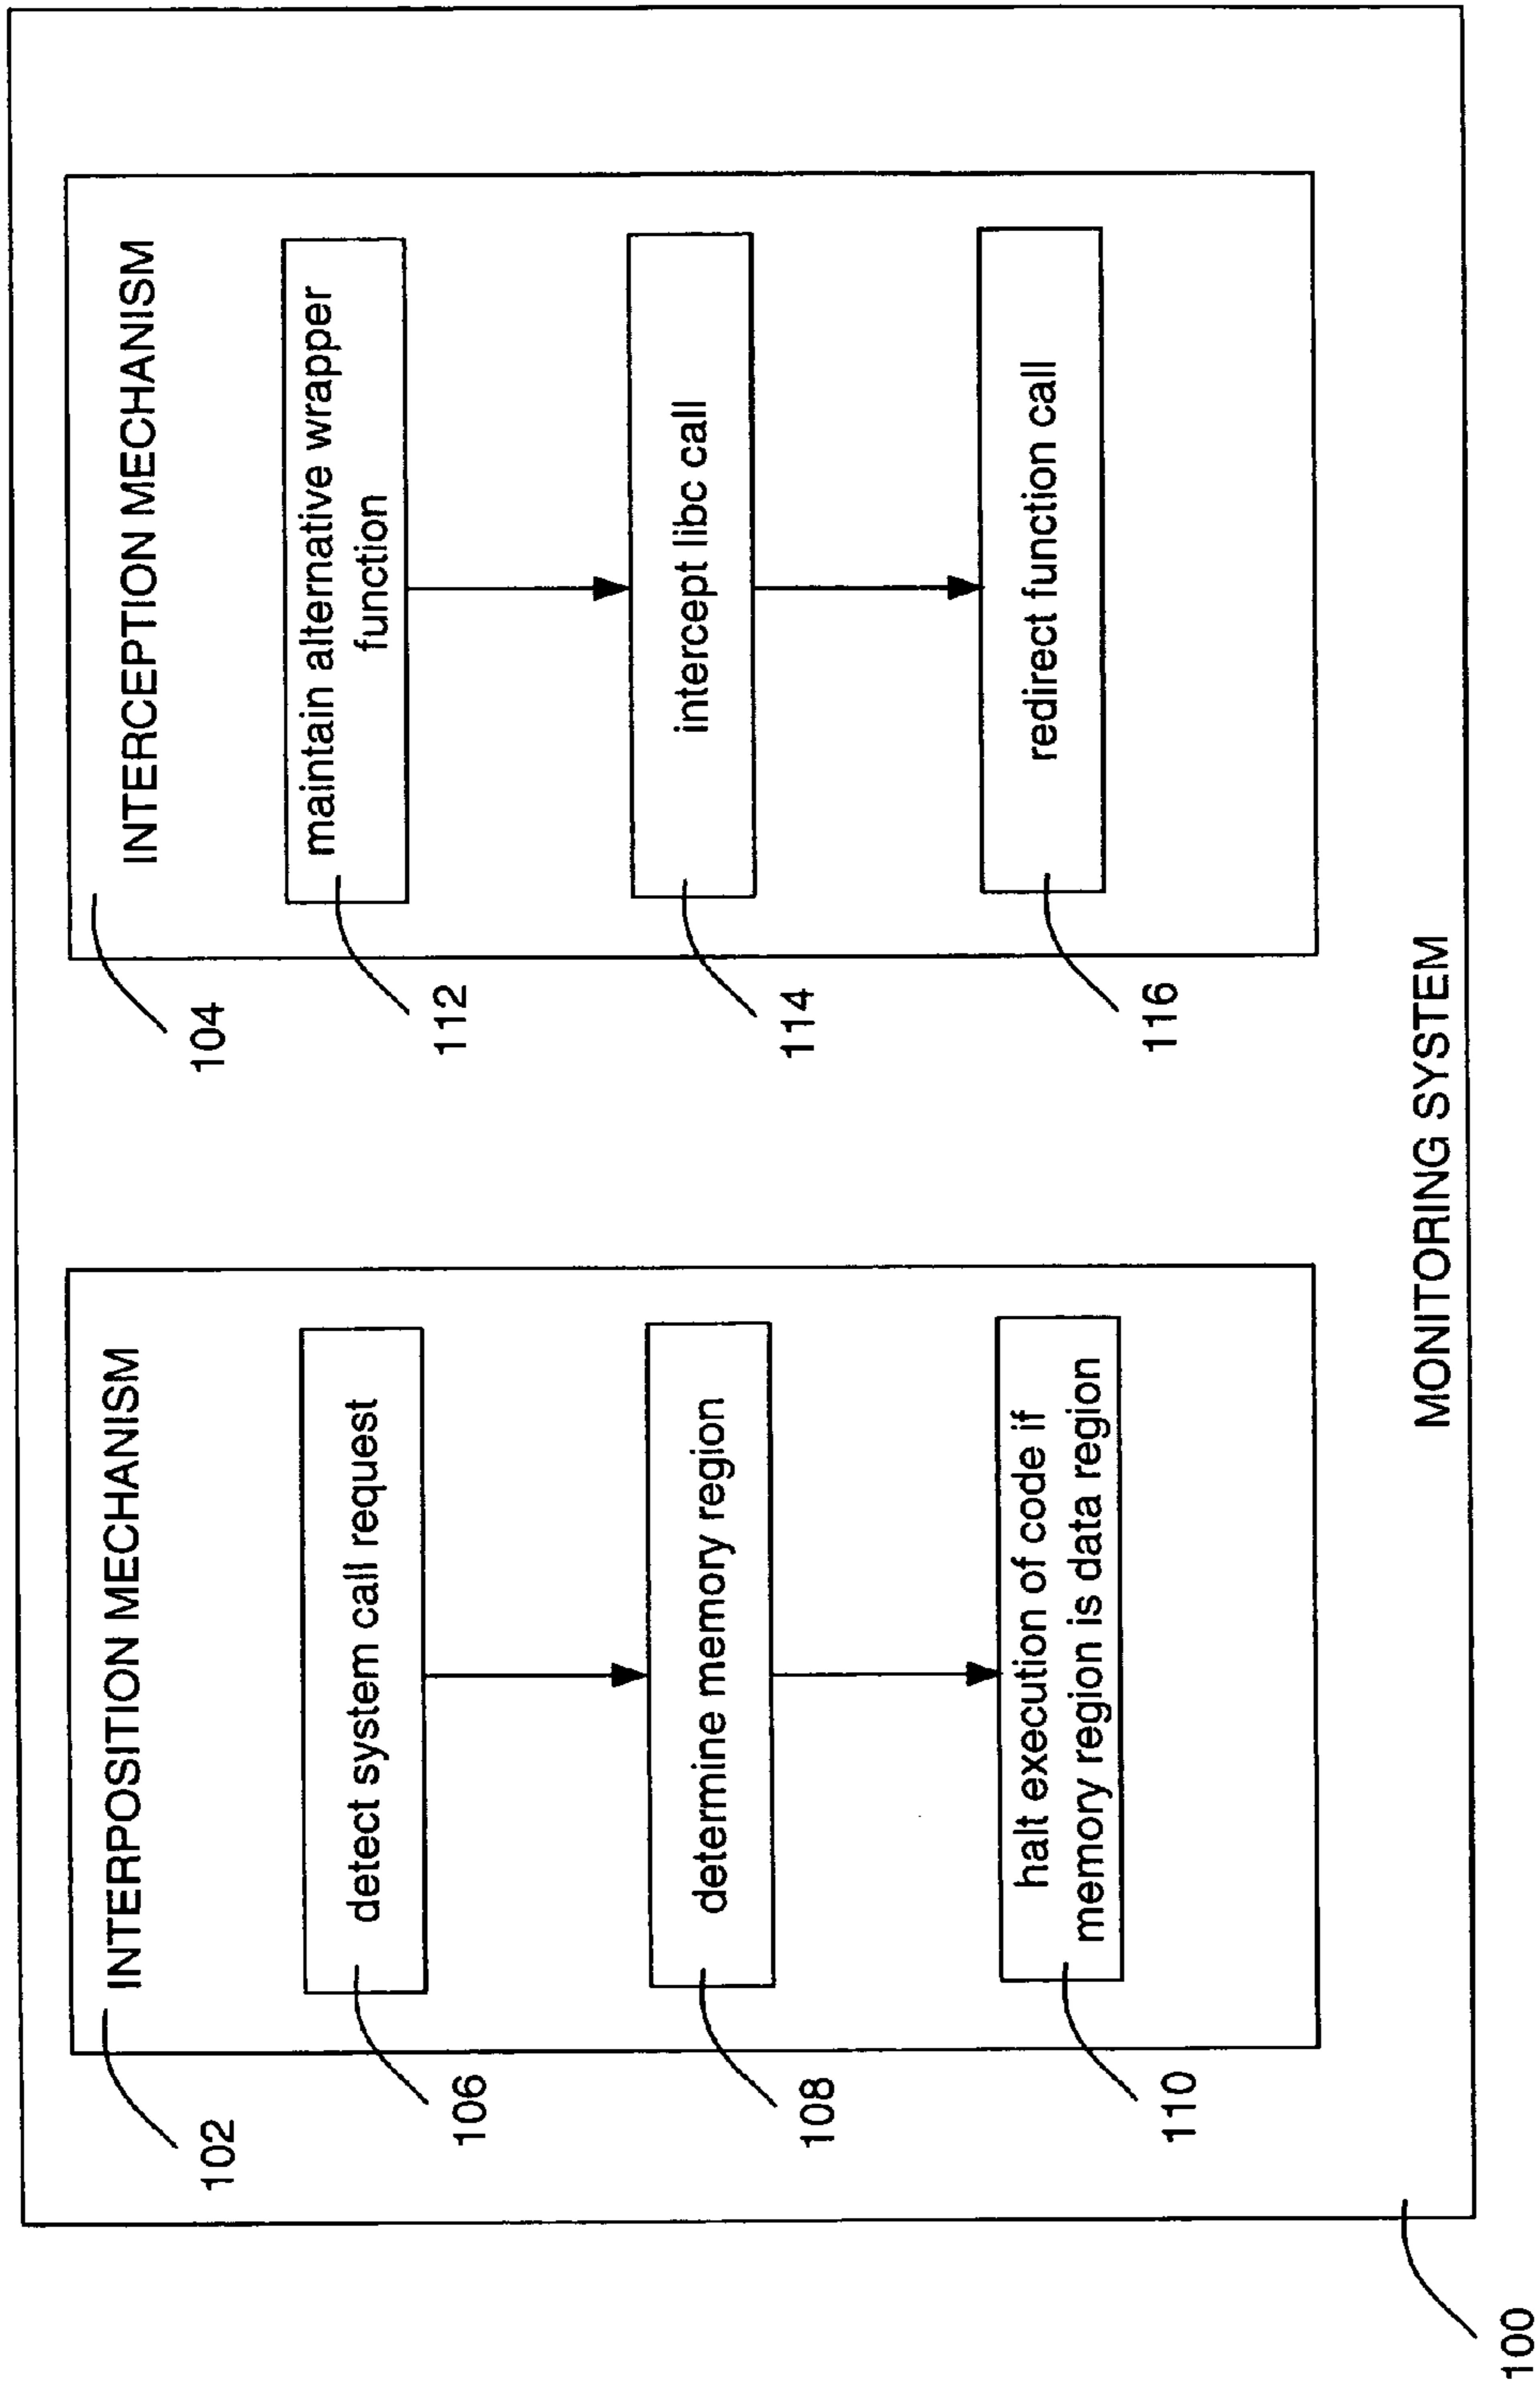 INTERPOSITION MECHANISM
102
detect system call request
106
determine memory region
108
halt execution of code if
memory region is data region
110
INTERCEPTION MECHANISM
104
maintain alternative wrapper
function
112
intercept libc call
114
redirect function call
116
MONITORING SYSTEM
100